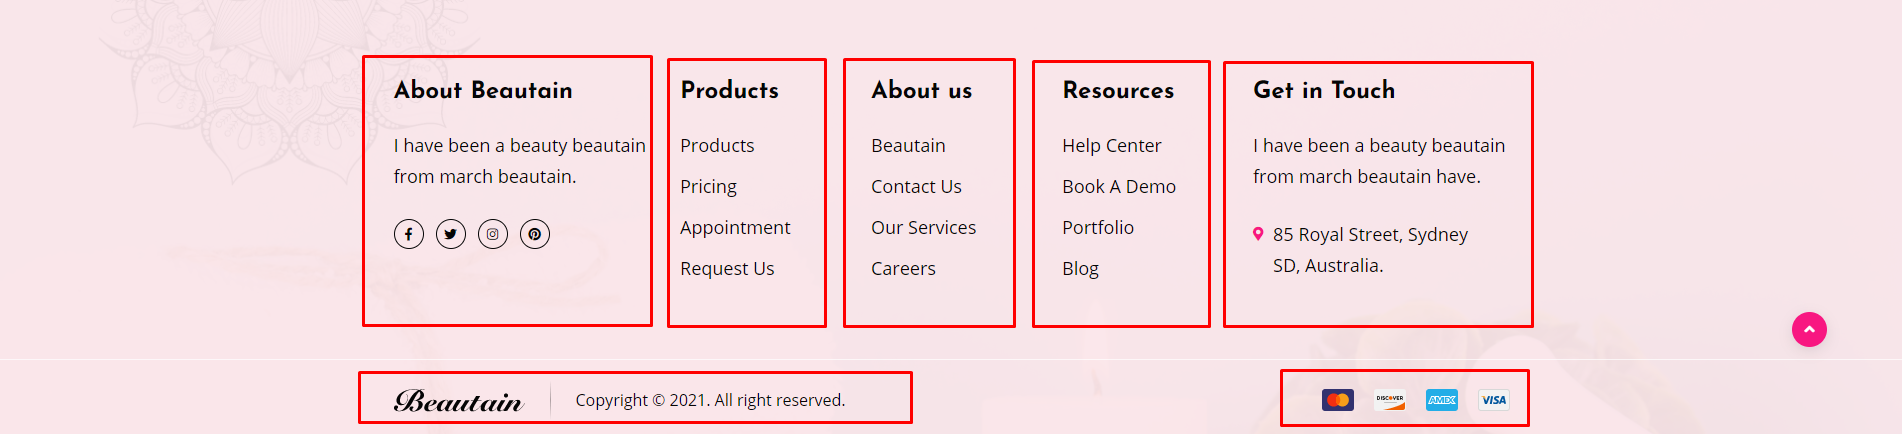 About Beautain
I have been a beauty beautain
from march beautain.
Products
Products
Pricing
Appointment
Request Us
About us
Beautain
Contact Us
Our Services
Careers
Resources
Help Center
Book A Demo
Portfolio
Blog
Get in Touch
I have been a beauty beautain
from march beautain have.
85 Royal Street, Sydney
SD, Australia.
Beautain
Copyright © 2021. All right reserved.
DISCOVER
AMEX
VISA